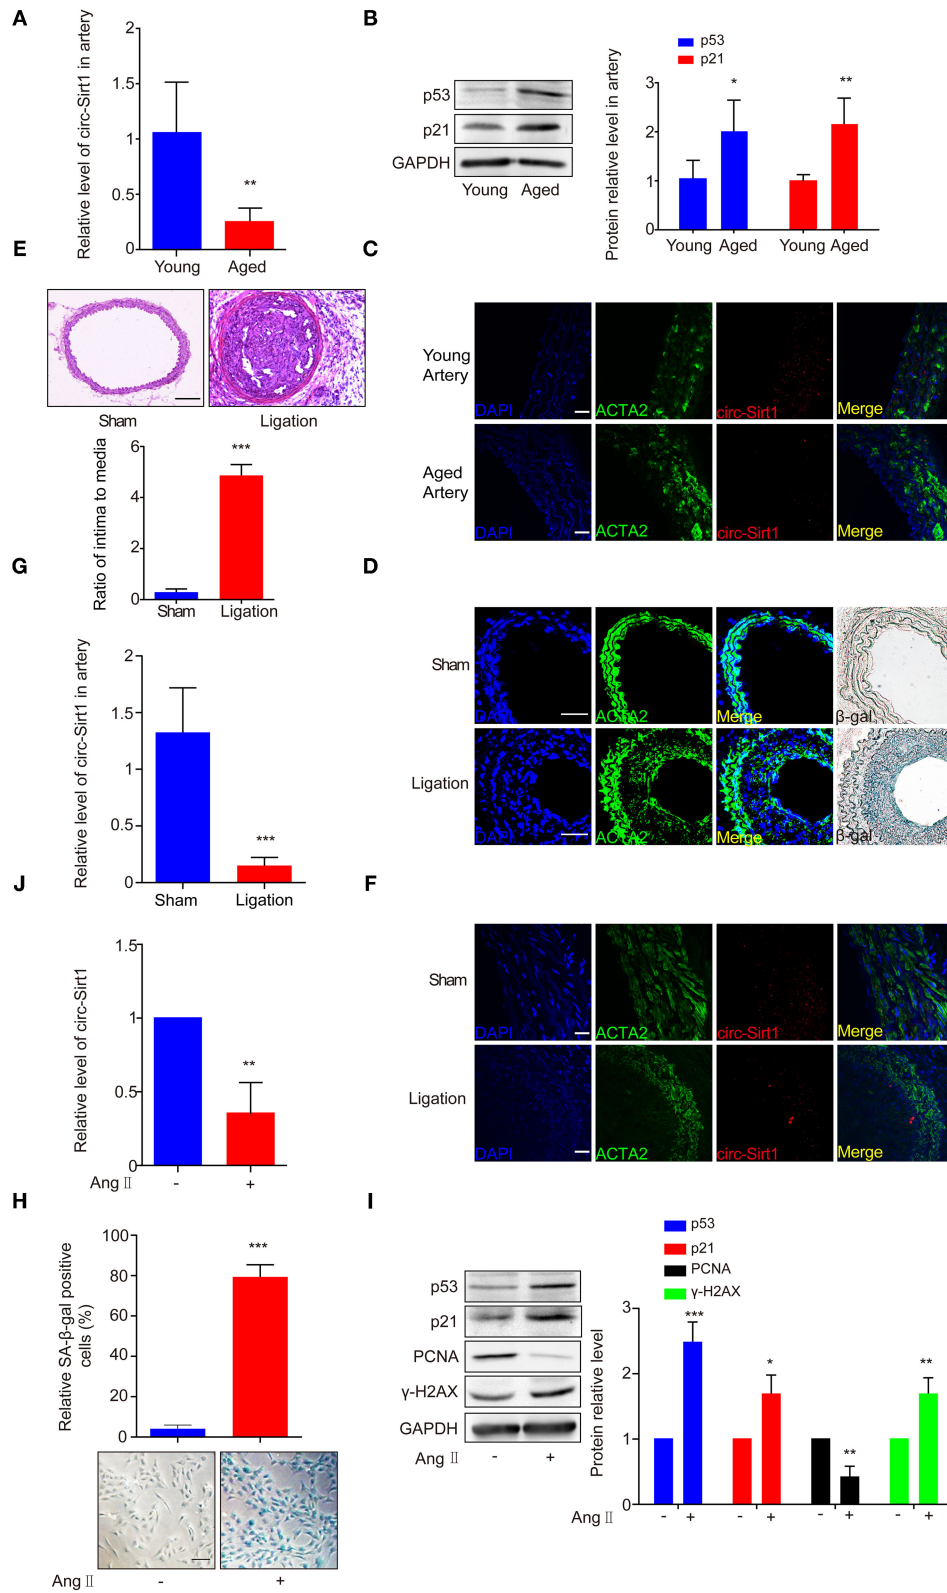 A
Relative level of circ-Sirt1 in artery
2
1.5
1
0.5
0
**
Young Aged
B
p53
p21
GAPDH
Young Aged
p53
p21
Protein relative level in artery
3
2
1
0
* **
Young Aged Young Aged
E
Sham Ligation
Ratio of intima to media
6
4
2
0
***
Sham Ligation
C
Young
Artery
DAPI ACTA2 circ-Sirt1 Merge
Aged
Artery
DAPI ACTA2 circ-Sirt1 Merge
G
Relative level of circ-Sirt1 in artery
2
1.5
1
0.5
0
***
Sham Ligation
D
Sham
DAPI ACTA2 Merge β-gal
Ligation
DAPI ACTA2 Merge β-gal
J
Relative level of circ-Sirt1
1.5
1
0.5
0
**
Ang Ⅱ - +
F
Sham
DAPI ACTA2 circ-Sirt1 Merge
Ligation
DAPI ACTA2 circ-Sirt1 Merge
H
Relative SA-β-gal positive
cells (%)
100
80
60
40
20
0
***
Ang Ⅱ - +
I
p53
p21
PCNA
γ-H2AX
GAPDH
Ang Ⅱ - +
p53
p21
PCNA
γ-H2AX
Protein relative level
3
2
1
0
*** * ** **
Ang Ⅱ - + - + - + - +